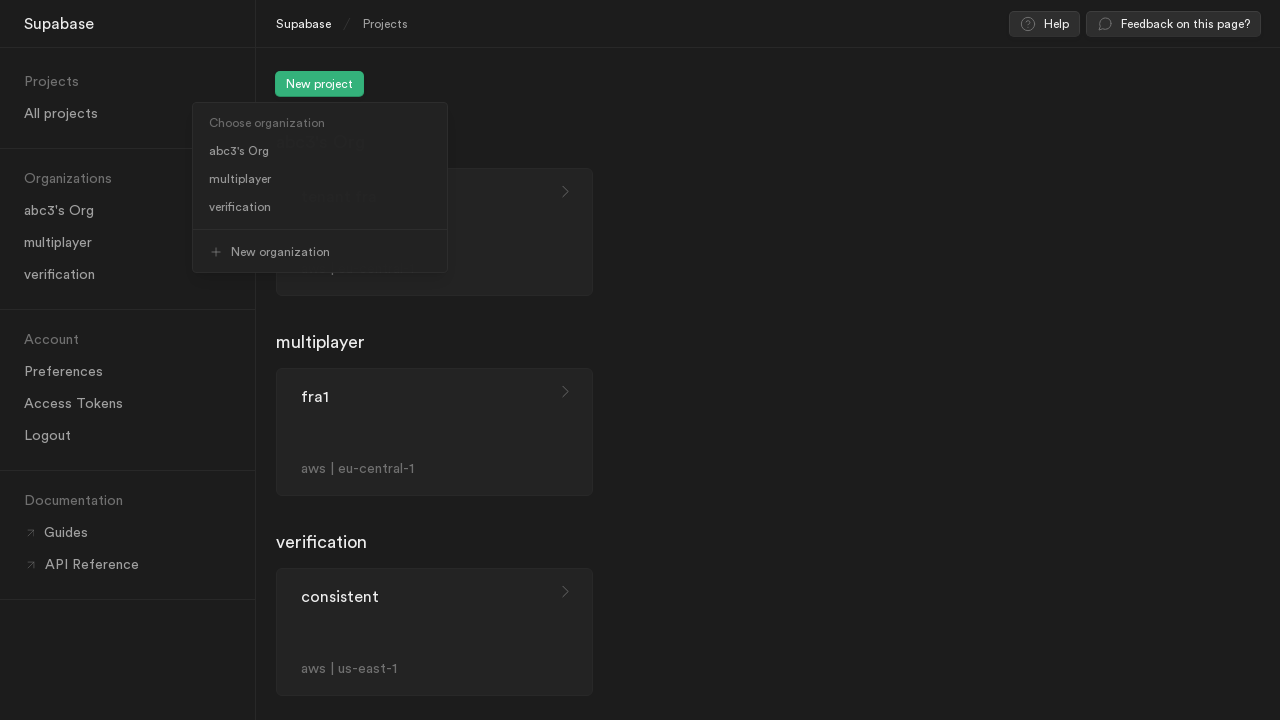 Supabase
Projects
All projects
Organizations
abc3's Org
multiplayer
verification
Account
Preferences
Access Tokens
Logout
Documentation
Guides
API Reference
Supabase / Projects
Help
Feedback on this page?
New project
Choose organization
abc3's Org
multiplayer
verification
New organization
multiplayer
fra1
aws | eu-central-1
verification
consistent
aws | us-east-1